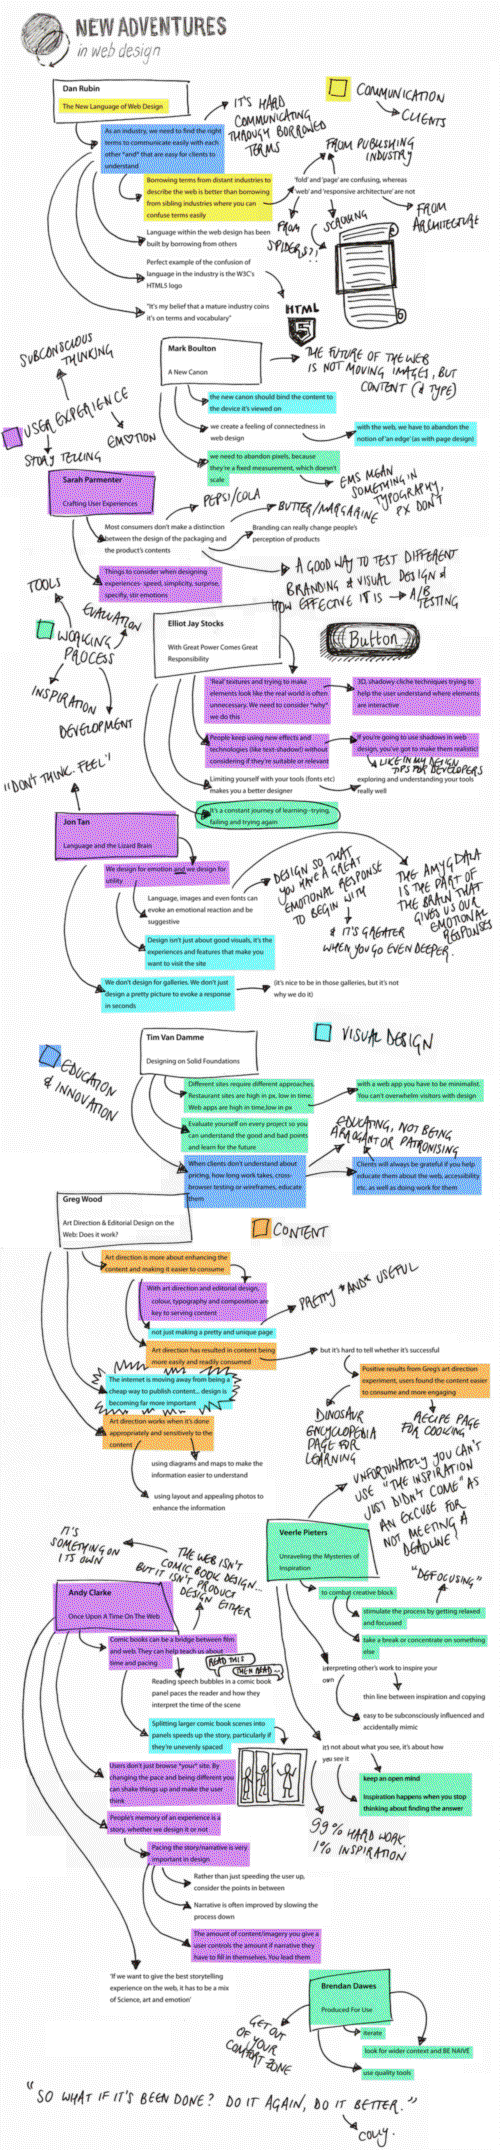 NEW ADVENTURES
in web design
Dan Rubin
The New Language of Web Design
COMMUNICATION
CLIENTS
IT'S HARD
COMMUNICATING
THROUGH BORROWED
TERMS
As an industry, we need to find the right
terms to communicate easily with each
other *and* that are easy for clients to
understand
FROM PUBLISHING
INDUSTRY
Borrowing terms from distant industries to
describe the web is better than borrowing
from sibling industries where you can
confuse terms easily
'fold' and 'page' are confusing, whereas
'web' and 'responsive architecture' are not
FROM
SPIDERS?!
SCROLLING
FROM
ARCHITECTURE
Language within the web design has been
built by borrowing from others
Perfect example of the confusion of
language in the industry is the W3C's
HTML5 logo
"It's my belief that a mature industry coins
it's on terms and vocabulary"
HTML
5
SUBCONSCIOUS
THINKING
USER EXPERIENCE
EMOTION
STORY TELLING
Mark Boulton
A New Canon
THE FUTURE OF THE WEB
IS NOT MOVING IMAGES, BUT
CONTENT (& TYPE)
the new canon should bind the content to
the device it's viewed on
we create a feeling of connectedness in
web design
with the web, we have to abandon the
notion of 'an edge' (as with page design)
we need to abandon pixels, because
they're a fixed measurement, which doesn't
scale
EMS MEAN
SOMETHING IN
TYPOGRAPHY,
PX DON'T
Sarah Parmenter
Crafting User Experiences
PEPSI/COLA
BUTTER/MARGARINE
Most consumers don't make a distinction
between the design of the packaging and
the product's contents
Branding can really change people's
perception of products
Things to consider when designing
experiences- speed, simplicity, surprise,
specify, stir emotions
A GOOD WAY TO TEST DIFFERENT
BRANDING & VISUAL DESIGN &
HOW EFFECTIVE IT IS
A/B
TESTING
TOOLS
EVALUATION
WORKING
PROCESS
INSPIRATION
DEVELOPMENT
Elliot Jay Stocks
With Great Power Comes Great
Responsibility
Button
'Real' textures and trying to make
elements look like the real world is often
unnecessary. We need to consider *why*
we do this
3D, shadowy cliche techniques trying to
help the user understand where elements
are interactive
People keep using new effects and
technologies (like text-shadow!) without
considering if they're suitable or relevant
If you're going to use shadows in web
design, you've got to make them realistic!
LIKE IN MY DESIGN
TIPS FOR DEVELOPERS
Limiting yourself with your tools (fonts etc)
makes you a better designer
exploring and understanding your tools
really well
It's a constant journey of learning--trying,
failing and trying again
"DON'T THINK. FEEL"
Jon Tan
Language and the Lizard Brain
We design for emotion and we design for
utility
Language, images and even fonts can
evoke an emotional reaction and be
suggestive
DESIGN SO THAT
YOU HAVE A GREAT
EMOTIONAL RESPONSE
TO BEGIN WITH
& IT'S GREATER
WHEN YOU GO EVEN DEEPER.
THE AMYGDALA
IS THE PART OF
THE BRAIN THAT
GIVES US OUR
EMOTIONAL
RESPONSES
Design isn't just about good visuals, it's the
experiences and features that make you
want to visit the site
We don't design for galleries. We don't just
design a pretty picture to evoke a response
in seconds
(it's nice to be in those galleries, but it's not
why we do it)
Tim Van Damme
Designing on Solid Foundations
VISUAL DESIGN
EDUCATION
& INNOVATION
Different sites require different approaches.
Restaurant sites are high in px, low in time.
Web apps are high in time,low in px
with a web app you have to be minimalist.
You can't overwhelm visitors with design
Evaluate yourself on every project so you
can understand the good and bad points
and learn for the future
EDUCATING, NOT BEING
ARROGANT OR PATRONISING
When clients don't understand about
pricing, how long work takes, cross-
browser testing or wireframes, educate
them
Clients will always be grateful if you help
educate them about the web, accessibility
etc. as well as doing work for them
Greg Wood
Art Direction & Editorial Design on the
Web: Does it work?
CONTENT
Art direction is more about enhancing the
content and making it easier to consume
With art direction and editorial design,
colour, typography and composition are
key to serving content
PRETTY *AND* USEFUL
not just making a pretty and unique page
Art direction has resulted in content being
more easily and readily consumed
but it's hard to tell whether it's successful
Positive results from Greg's art direction
experiment, users found the content easier
to consume and more engaging
The internet is moving away from being a
cheap way to publish content... design is
becoming far more important
DINOSAUR
ENCYCLOPEDIA
PAGE FOR
LEARNING
RECIPE PAGE
FOR COOKING
Art direction works when it's done
appropriately and sensitively to the
content
using diagrams and maps to make the
information easier to understand
using layout and appealing photos to
enhance the information
UNFORTUNATELY YOU CAN'T
USE "THE INSPIRATION
JUST DIDN'T COME" AS
AN EXCUSE FOR
NOT MEETING A
DEADLINE!
Veerle Pieters
Unraveling the Mysteries of
Inspiration
"DEFOCUSING"
to combat creative block
stimulate the process by getting relaxed
and focussed
take a break or concentrate on something
else
interpreting other's work to inspire your
own
thin line between inspiration and copying
easy to be subconsciously influenced and
accidentally mimic
it's not about what you see, it's about how
you see it
keep an open mind
Inspiration happens when you stop
thinking about finding the answer
99% HARD WORK
1% INSPIRATION
IT'S
SOMETHING ON
ITS OWN
THE WEB ISN'T
COMIC BOOK DESIGN...
BUT IT ISN'T PRODUCT
DESIGN EITHER
Andy Clarke
Once Upon A Time On The Web
Comic books can be a bridge between film
and web. They can help teach us about
time and pacing
READ THIS
THEN READ...
Reading speech bubbles in a comic book
panel paces the reader and how they
interpret the time of the scene
Splitting larger comic book scenes into
panels speeds up the story, particularly if
they're unevenly spaced
Users don't just browse *your* site. By
changing the pace and being different you
can shake things up and make the user
think
People's memory of an experience is a
story, whether we design it or not
Pacing the story/narrative is very
important in design
Rather than just speeding the user up,
consider the points in between
Narrative is often improved by slowing the
process down
The amount of content/imagery you give a
user controls the amount if narrative they
have to fill in themselves. You lead them
'If we want to give the best storytelling
experience on the web, it has to be a mix
of Science, art and emotion'
Brendan Dawes
Produced For Use
GET OUT
OF YOUR
COMFORT ZONE
iterate
look for wider context and BE NAIVE
use quality tools
"SO WHAT IF IT'S BEEN DONE? DO IT AGAIN, DO IT BETTER."